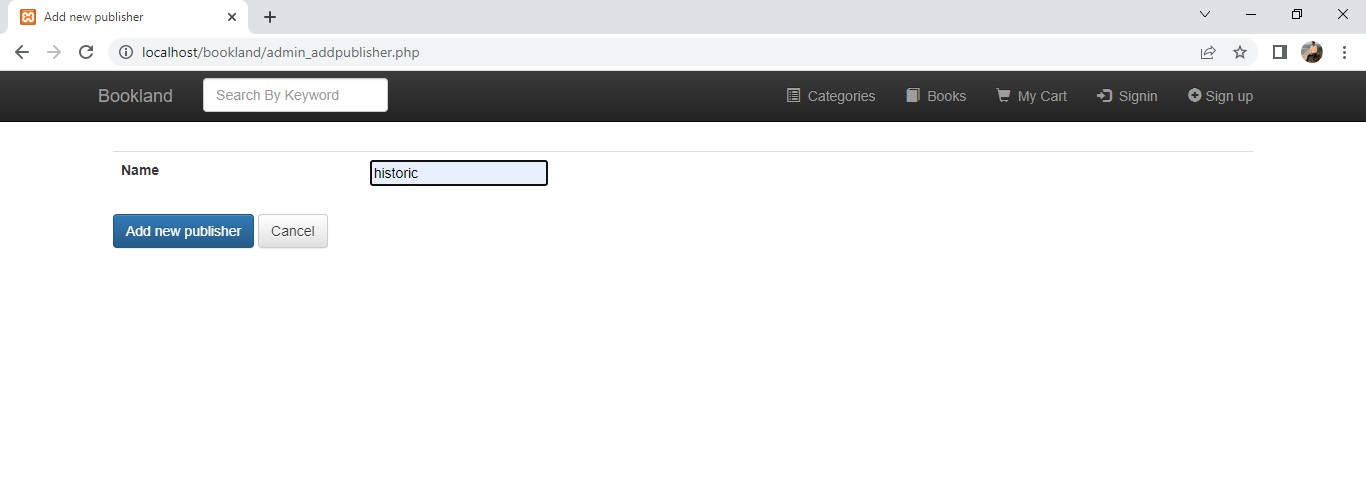 Add new publisher
localhost/bookland/admin_addpublisher.php
Bookland Search By Keyword Categories Books My Cart Signin Sign up
Name historic
Add new publisher Cancel